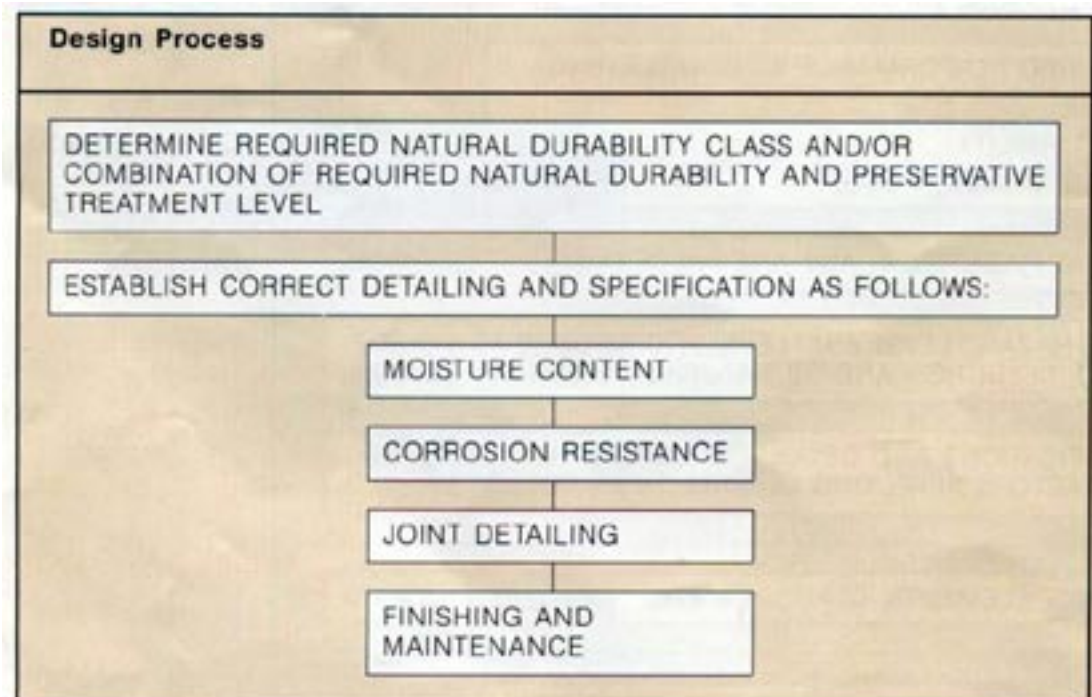 Design Process
DETERMINE REQUIRED NATURAL DURABILITY CLASS AND/OR
COMBINATION OF REQUIRED NATURAL DURABILITY AND PRESERVATIVE
TREATMENT LEVEL
ESTABLISH CORRECT DETAILING AND SPECIFICATION AS FOLLOWS:
MOISTURE CONTENT
CORROSION RESISTANCE
JOINT DETAILING
FINISHING AND
MAINTENANCE